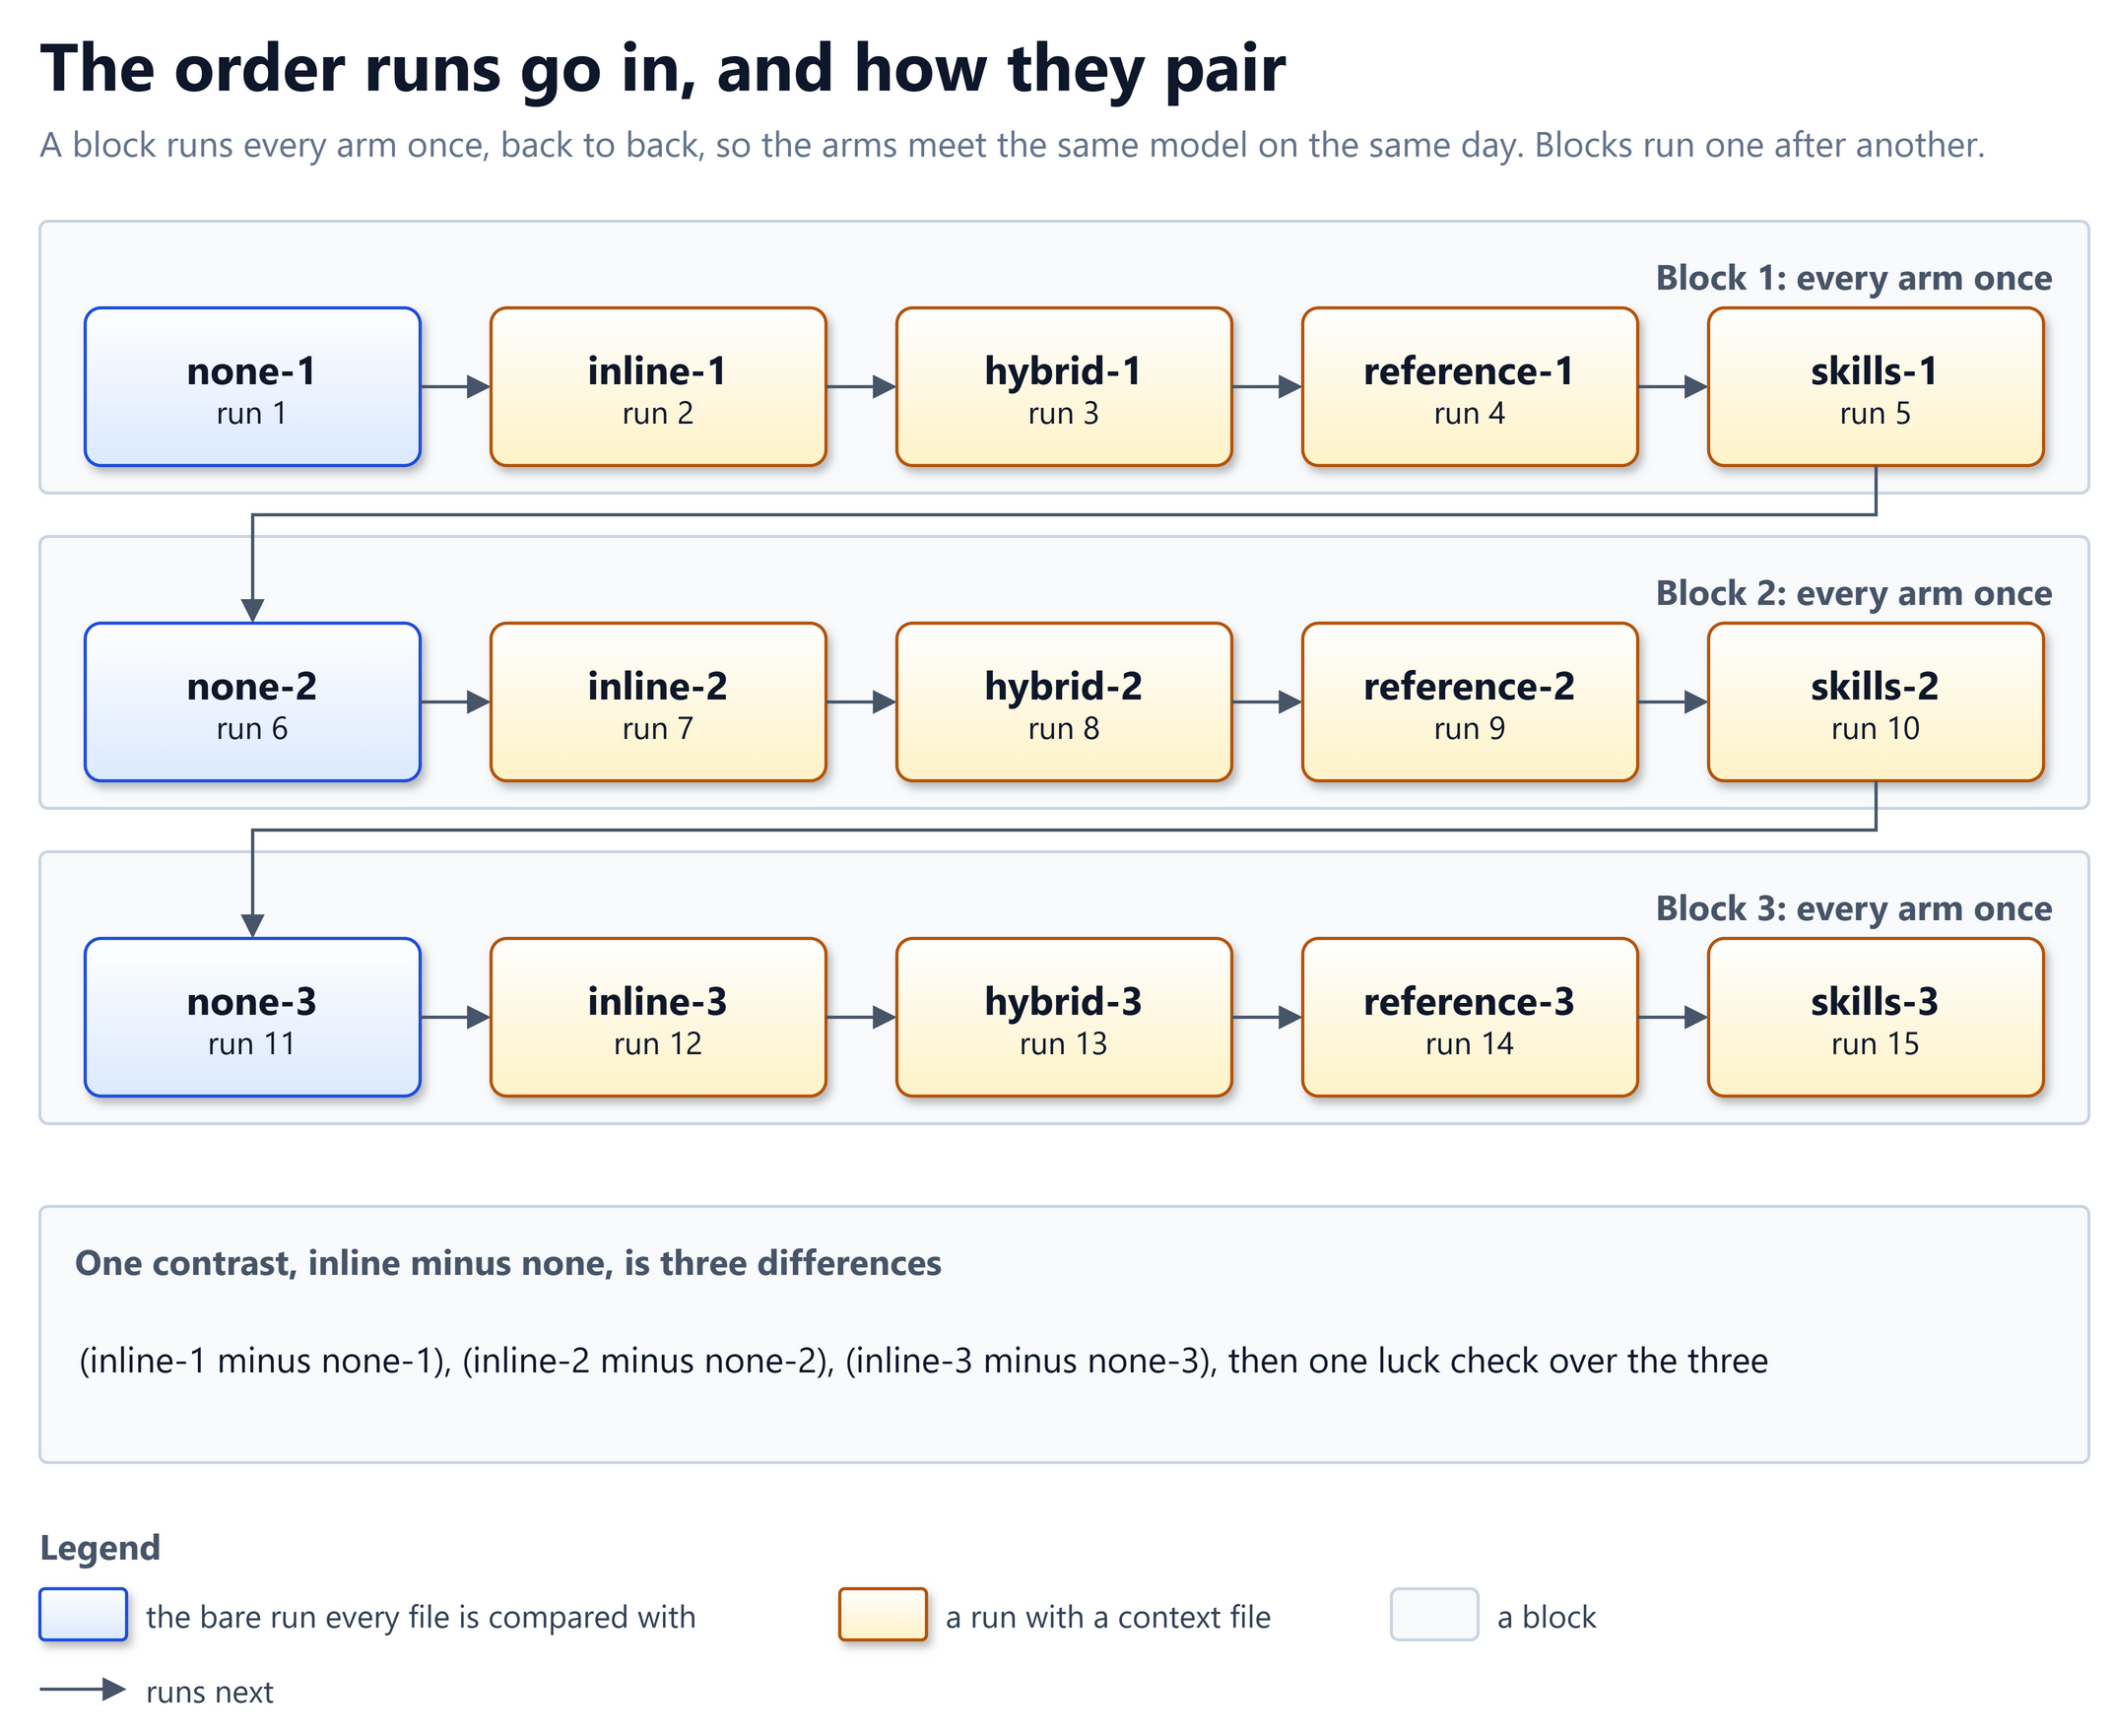 The order runs go in, and how they pair
A block runs every arm once, back to back, so the arms meet the same model on the same day. Blocks run one after another.
Block 1: every arm once
none-1
run 1
inline-1
run 2
hybrid-1
run 3
reference-1
run 4
skills-1
run 5
Block 2: every arm once
none-2
run 6
inline-2
run 7
hybrid-2
run 8
reference-2
run 9
skills-2
run 10
Block 3: every arm once
none-3
run 11
inline-3
run 12
hybrid-3
run 13
reference-3
run 14
skills-3
run 15
One contrast, inline minus none, is three differences
(inline-1 minus none-1), (inline-2 minus none-2), (inline-3 minus none-3), then one luck check over the three
Legend
the bare run every file is compared with
a run with a context file
a block
runs next